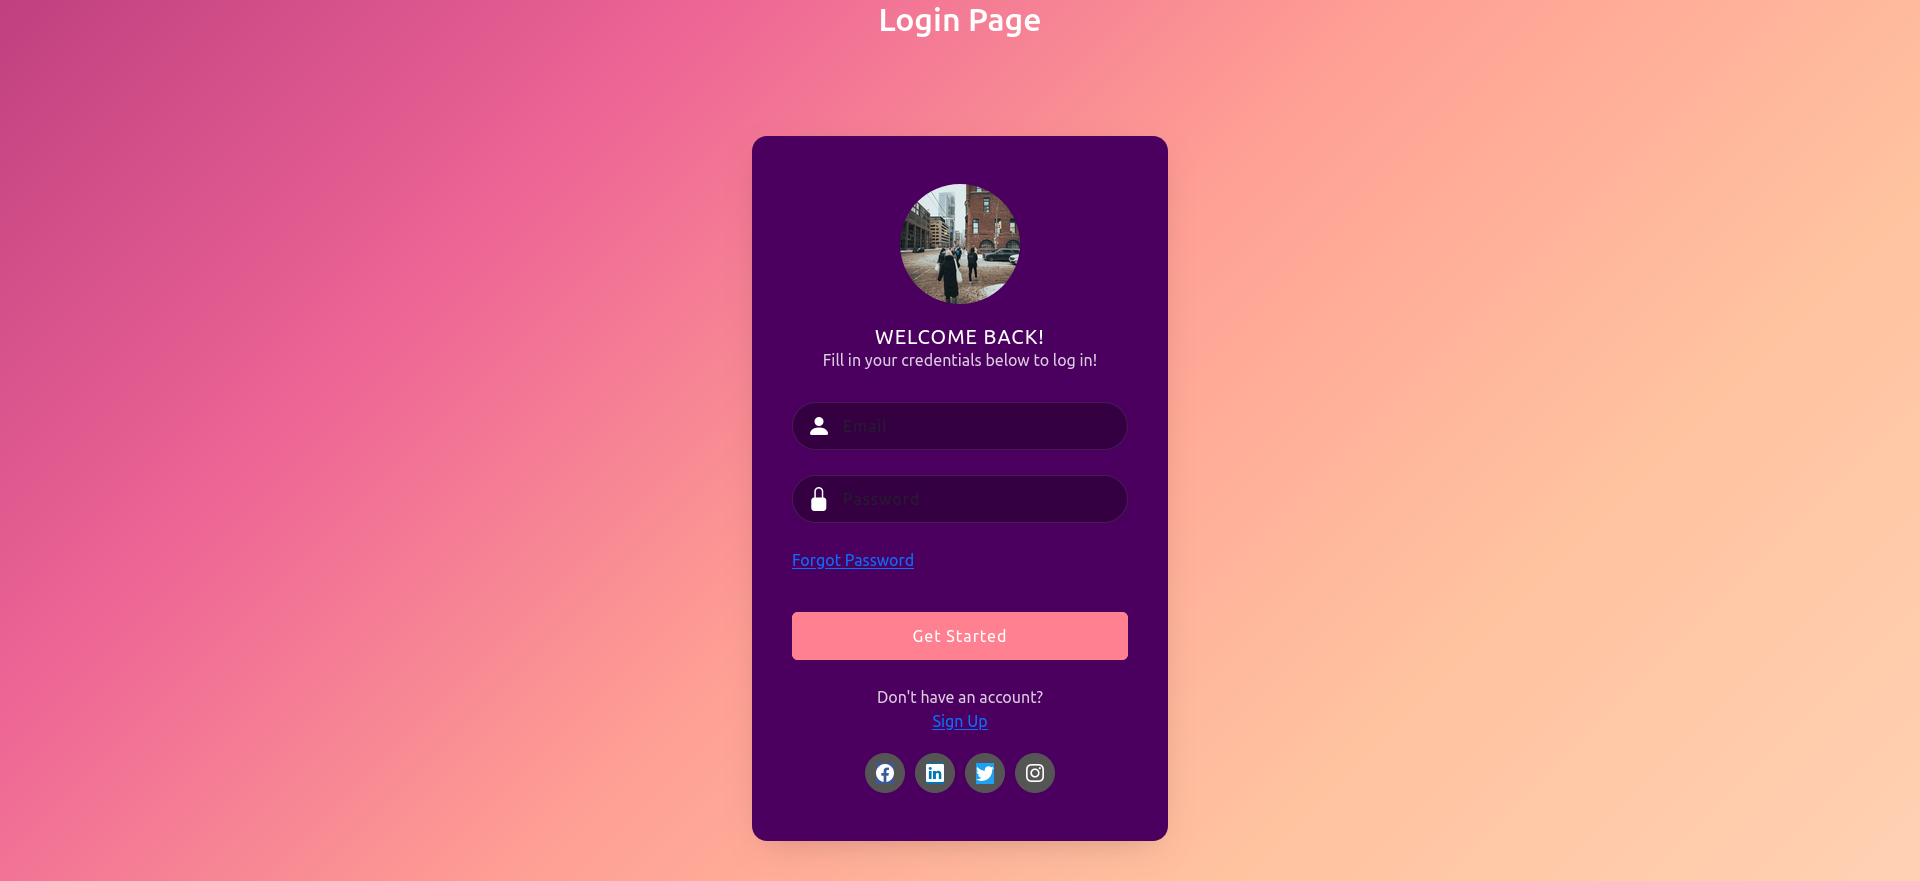 Login Page
WELCOME BACK!
Fill in your credentials below to log in!
Email
Password
Forgot Password
Get Started
Don't have an account?
Sign Up